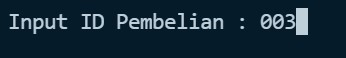 Input ID Pembelian : 003